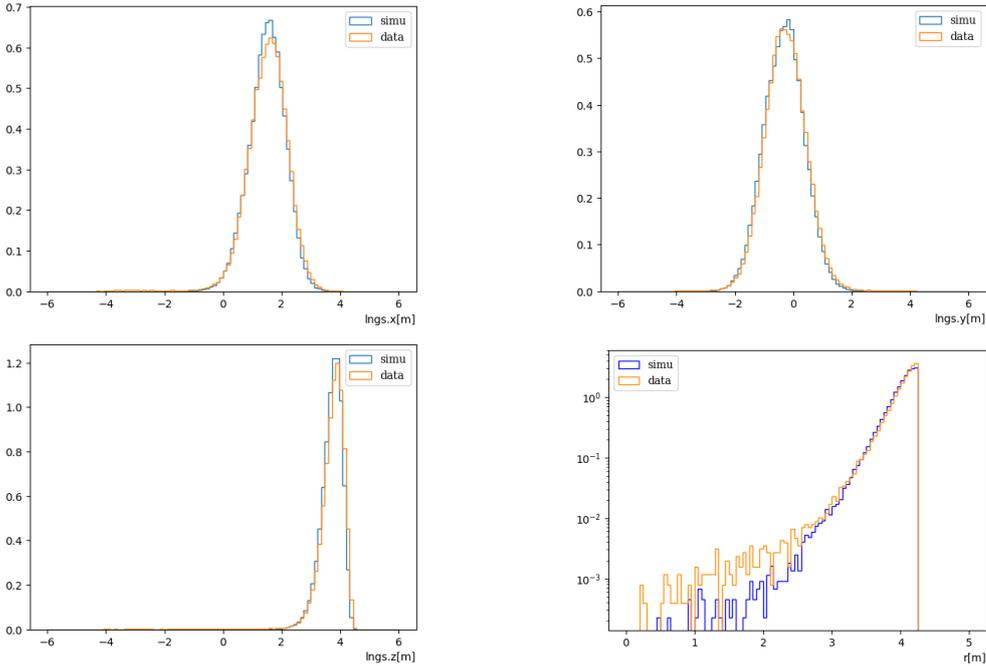 0.7
0.6
0.5
0.4
0.3
0.2
0.1
0.0
−6 −4 −2 0 2 4 6
lngs.x[m]
simu
data
0.6
0.5
0.4
0.3
0.2
0.1
0.0
−6 −4 −2 0 2 4 6
lngs.y[m]
simu
data
1.2
1.0
0.8
0.6
0.4
0.2
0.0
−6 −4 −2 0 2 4 6
lngs.z[m]
simu
data
10⁰
10⁻¹
10⁻²
10⁻³
0 1 2 3 4 5
r[m]
simu
data